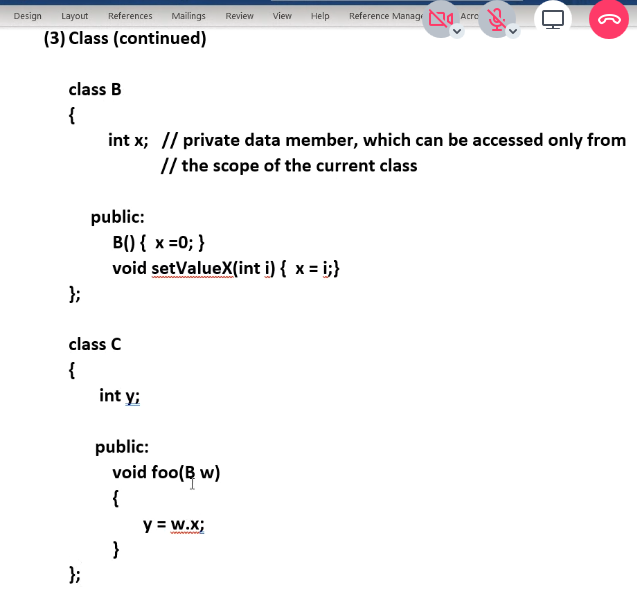 Design Layout References Mailings Review View Help Reference Manage Acro
(3) Class (continued)
class B
{
int x; // private data member, which can be accessed only from
// the scope of the current class
public:
B() { x =0; }
void setValueX(int i) { x = i;}
};
class C
{
int y;
public:
void foo(B w)
{
y = w.x;
}
};